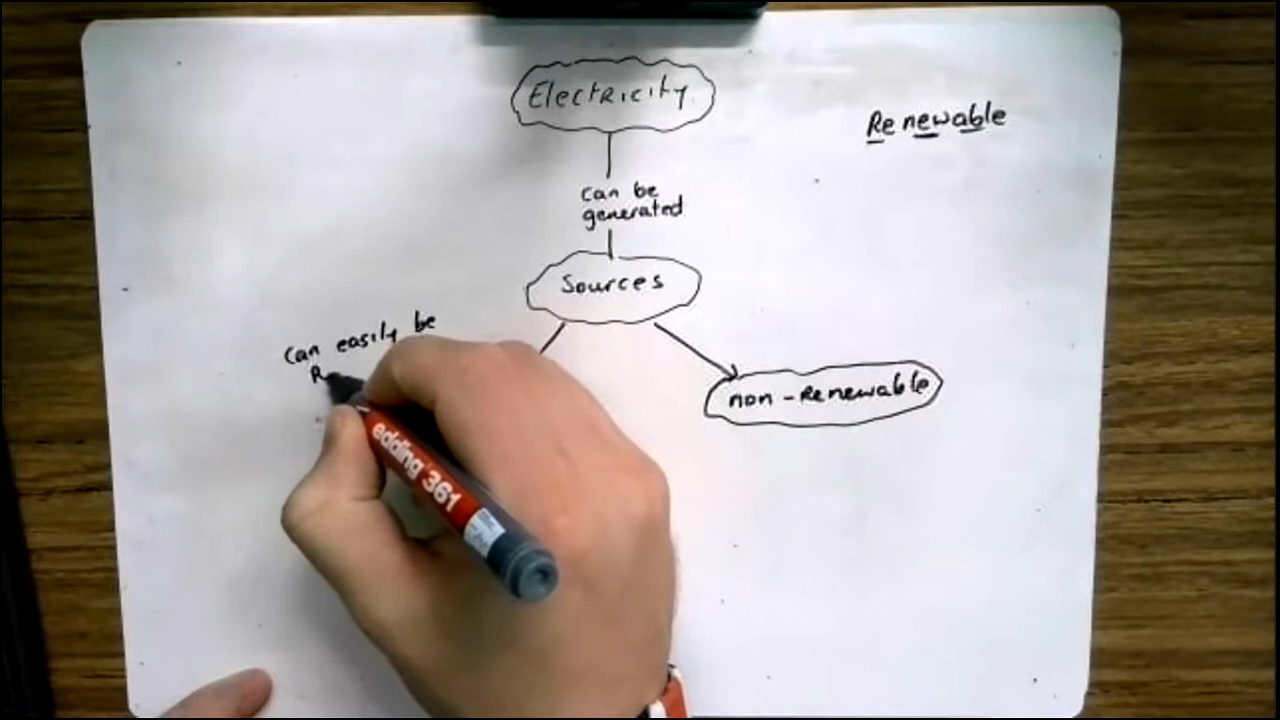 Electricity
Renewable
can be
generated
Sources
can easily be
non-Renewable
edding 361